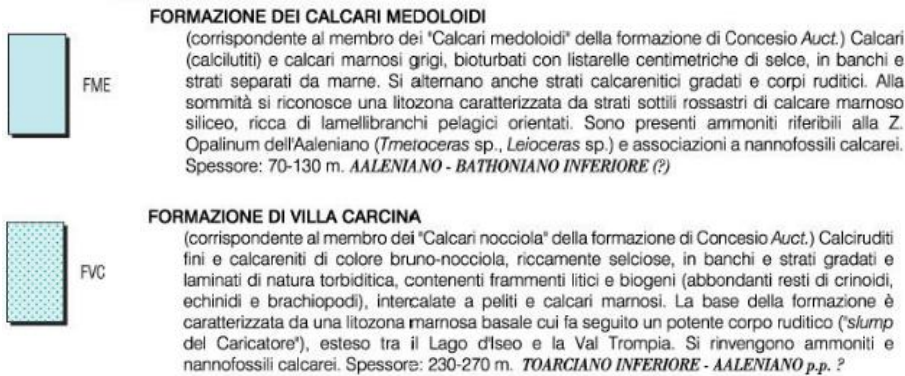 FORMAZIONE DEI CALCARI MEDOLOIDI
(corrispondente al membro dei "Calcari medoloidi" della formazione di Concesio Auct.) Calcari
(calcilutiti) e calcari marnosi grigi, bioturbati con listarelle centimetriche di selce, in banchi e
FME
strati separati da marne. Si alternano anche strati calcarenitici gradati e corpi ruditici. Alla
sommità si riconosce una litozona caratterizzata da strati sottili rossastri di calcare marnoso
siliceo, ricca di lamellibranchi pelagici orientati. Sono presenti ammoniti riferibili alla Z.
Opalinum dell'Aaleniano (Tmetoceras sp., Leioceras sp.) e associazioni a nannofossili calcarei.
Spessore: 70-130 m. AALENIANO - BATHONIANO INFERIORE (?)
FORMAZIONE DI VILLA CARCINA
(corrispondente al membro dei "Calcari nocciola" della formazione di Concesio Auct.) Calciruditi
fini e calcareniti di colore bruno-nocciola, riccamente selciose, in banchi e strati gradati e
FVC
laminati di natura torbiditica, contenenti frammenti litici e biogeni (abbondanti resti di crinoidi,
echinidi e brachiopodi), intercalate a peliti e calcari marnosi. La base della formazione è
caratterizzata da una litozona marnosa basale cui fa seguito un potente corpo ruditico ("slump
del Caricatore"), esteso tra il Lago d'Iseo e la Val Trompia. Si rinvengono ammoniti e
nannofossili calcarei. Spessore: 230-270 m. TOARCIANO INFERIORE - AALENIANO p.p. ?